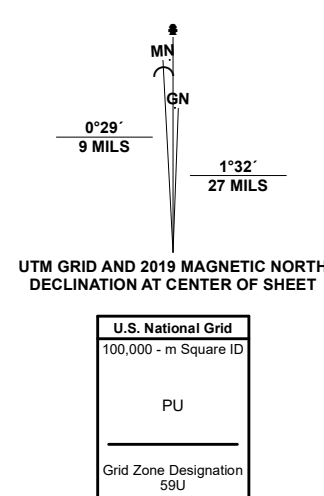 MN
GN
0°29´
9 MILS
1°32´
27 MILS
UTM GRID AND 2019 MAGNETIC NORTH
DECLINATION AT CENTER OF SHEET
U.S. National Grid
100,000 - m Square ID
PU
Grid Zone Designation
59U